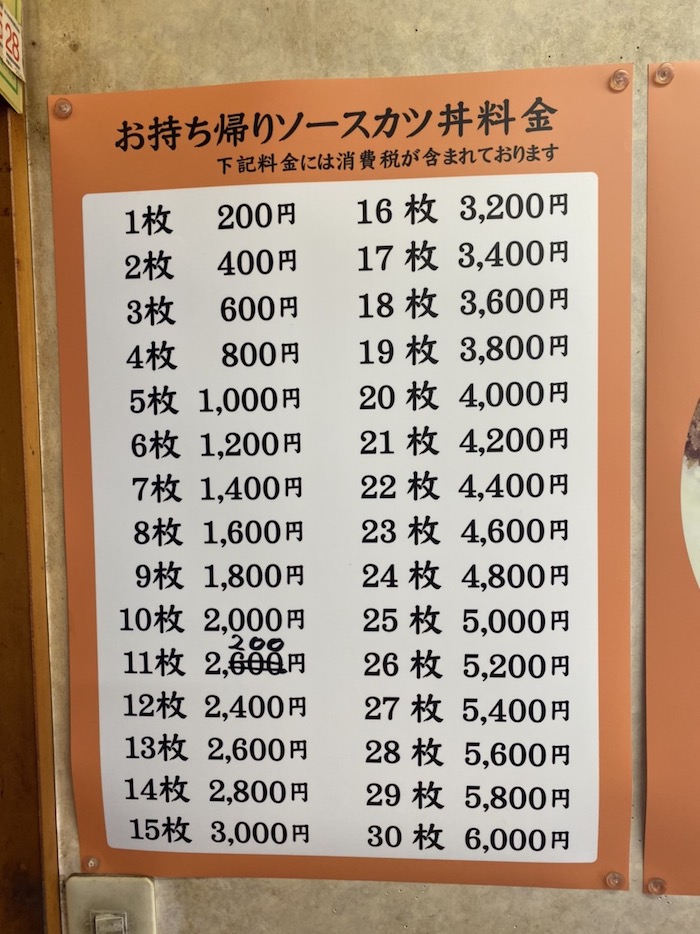 28
お持ち帰りソースカツ丼料金
下記料金には消費税が含まれております
1枚 200円
2枚 400円
3枚 600円
4枚 800円
5枚 1,000円
6枚 1,200円
7枚 1,400円
8枚 1,600円
9枚 1,800円
10枚 2,000円
200
11枚 2,600円
12枚 2,400円
13枚 2,600円
14枚 2,800円
15枚 3,000円
16枚 3,200円
17枚 3,400円
18枚 3,600円
19枚 3,800円
20枚 4,000円
21枚 4,200円
22枚 4,400円
23枚 4,600円
24枚 4,800円
25枚 5,000円
26枚 5,200円
27枚 5,400円
28枚 5,600円
29枚 5,800円
30枚 6,000円